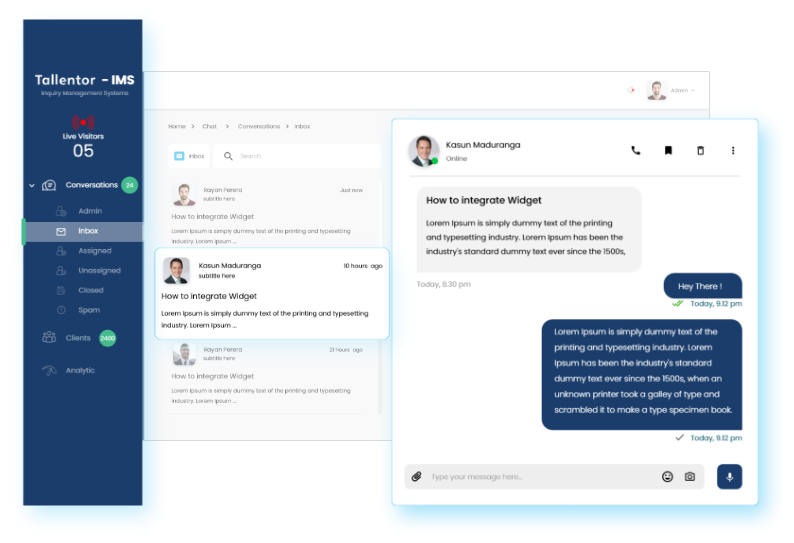 Tallentor - IMS
Inquiry Management Systems
Live Visitors
05
Conversations 24
Admin
Inbox
Assigned
Unassigned
Closed
Spam
Clients 2400
Analytic
Admin
Home > Chat > Conversations > Inbox
Inbox
Search
Rayan Perera Just now
subtitle here
How to integrate Widget
Lorem Ipsum is simply dummy text of the printing and typesetting
industry. Lorem Ipsum ...
Kasun Maduranga 10 hours ago
subtitle here
How to integrate Widget
Lorem Ipsum is simply dummy text of the printing and typesetting
industry. Lorem Ipsum ...
Rayan Perera 21 hours ago
subtitle here
How to integrate Widget
Lorem Ipsum is simply dummy text of the printing and typesetting
industry. Lorem Ipsum ...
Kasun Maduranga
Online
How to integrate Widget
Lorem Ipsum is simply dummy text of the printing
and typesetting industry. Lorem Ipsum has been the
industry's standard dummy text ever since the 1500s,
Today, 8.30 pm
Hey There !
Today, 9.12 pm
Lorem Ipsum is simply dummy text of the
printing and typesetting industry. Lorem
Ipsum has been the industry's standard
dummy text ever since the 1500s, when an
unknown printer took a galley of type and
scrambled it to make a type specimen book.
Today, 9.12 pm
Type your message here..